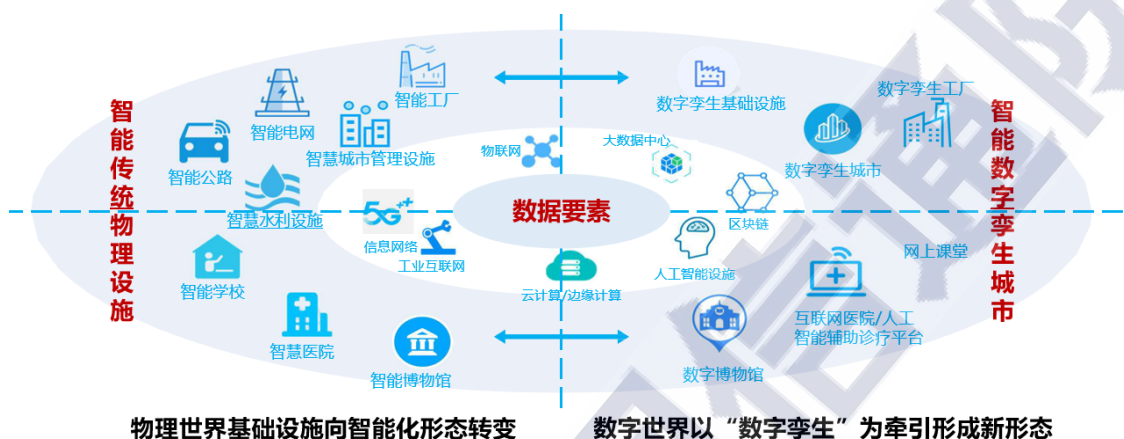 智能工厂
数字孪生基础设施
数字孪生工厂
智能电网
智慧城市管理设施
物联网
大数据中心
数字孪生城市
智能公路
智慧水利设施
5G++
信息网络
工业互联网
数据要素
区块链
人工智能设施
云计算/边缘计算
网上课堂
智能学校
智慧医院
智能博物馆
数字博物馆
互联网医院/人工
智能辅助诊疗平台
智能传统物理设施
智能数字孪生城市
物理世界基础设施向智能化形态转变
数字世界以“数字孪生”为牵引形成新形态
信通院